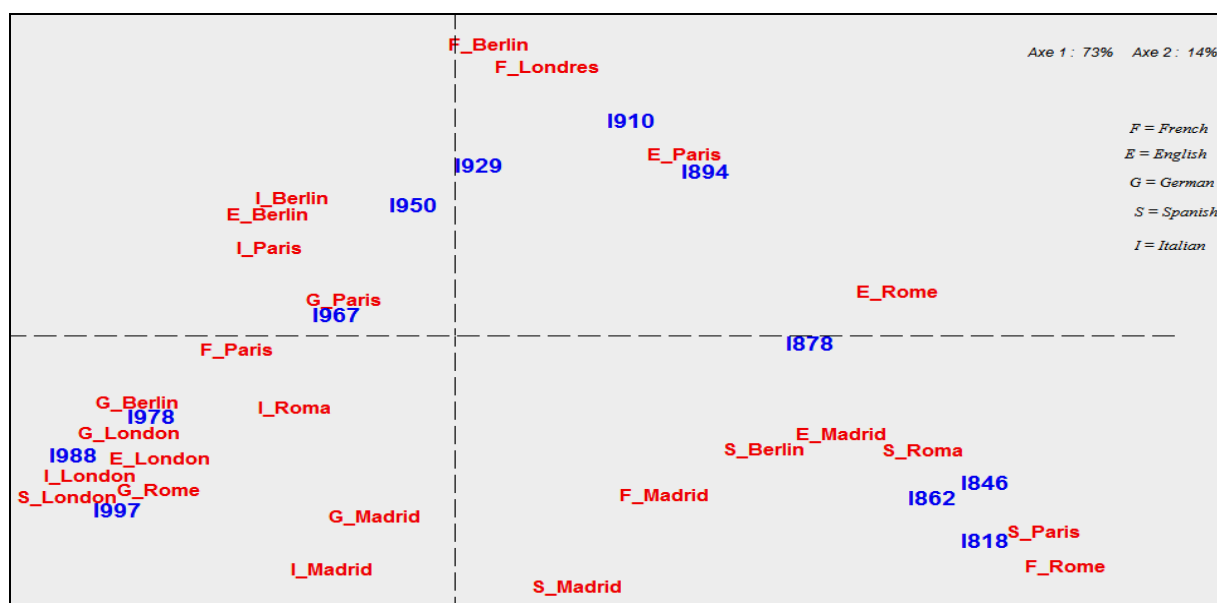 F_Berlin
Axe 1 : 73% Axe 2 : 14%
F_Londres
I910
F = French
E_Paris
E = English
I929
I894
G = German
I_Berlin
I950
E_Berlin
S = Spanish
I_Paris
I = Italian
E_Rome
G_Paris
I967
I878
F_Paris
G_Berlin
I_Roma
I978
G_London
E_Madrid
I988
E_London
S_Berlin
S_Roma
I_London
I846
S_London
G_Rome
F_Madrid
I862
I997
G_Madrid
S_Paris
I818
I_Madrid
F_Rome
S_Madrid